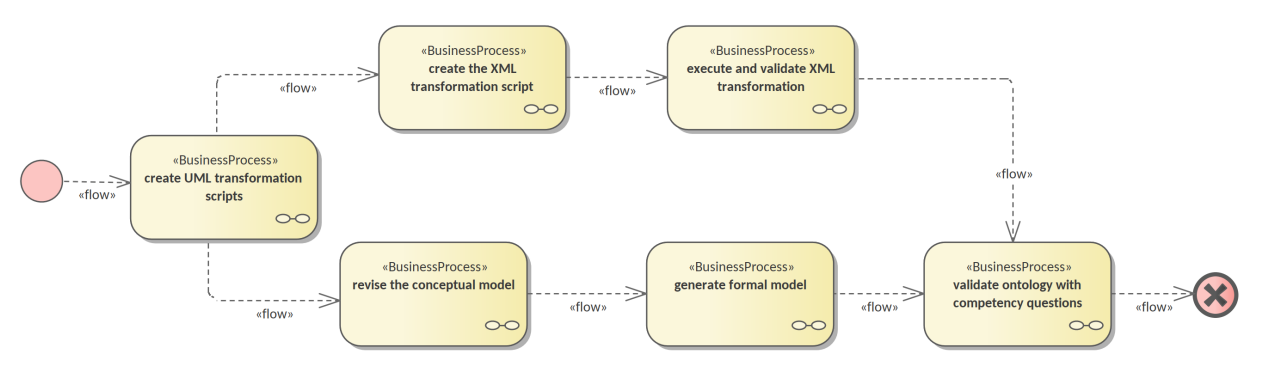 «BusinessProcess»
create the XML
transformation script
«BusinessProcess»
execute and validate XML
transformation
«flow»
«flow»
«BusinessProcess»
create UML transformation
scripts
«flow»
«flow»
«BusinessProcess»
revise the conceptual model
«BusinessProcess»
generate formal model
«BusinessProcess»
validate ontology with
competency questions
«flow»
«flow»
«flow»
«flow»